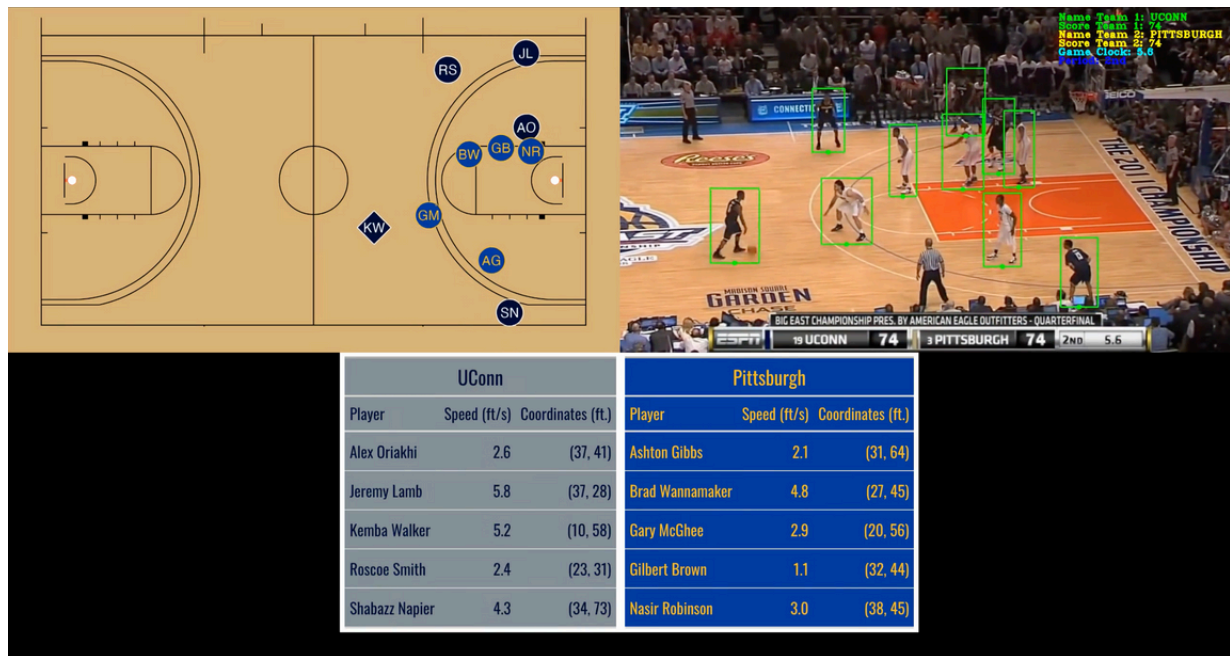 JL
RS
AO
BW
GB
NR
GM
KW
AG
SN
Name Team 1: UCONN
Score Team 1: 74
Name Team 2: PITTSBURGH
Score Team 2: 74
Game Clock: 5.6
Period: 2nd
CONNECTIC
GEICO
Reese's
THE 2011 CHAMPIONSHIP
MADISON SQUARE
GARDEN
CHASE
BIG EAST CHAMPIONSHIP PRES. BY AMERICAN EAGLE OUTFITTERS - QUARTERFINAL
ESPN 19 UCONN 74 3 PITTSBURGH 74 2ND 5.6
UConn
Player Speed (ft/s) Coordinates (ft.)
Alex Oriakhi 2.6 (37, 41)
Jeremy Lamb 5.8 (37, 28)
Kemba Walker 5.2 (10, 58)
Roscoe Smith 2.4 (23, 31)
Shabazz Napier 4.3 (34, 73)
Pittsburgh
Player Speed (ft/s) Coordinates (ft.)
Ashton Gibbs 2.1 (31, 64)
Brad Wannamaker 4.8 (27, 45)
Gary McGhee 2.9 (20, 56)
Gilbert Brown 1.1 (32, 44)
Nasir Robinson 3.0 (38, 45)